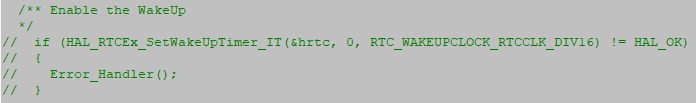 /** Enable the WakeUp
*/
//  if (HAL_RTCEx_SetWakeUpTimer_IT(&hrtc, 0, RTC_WAKEUPCLOCK_RTCCLK_DIV16) != HAL_OK)
//  {
//    Error_Handler();
//  }